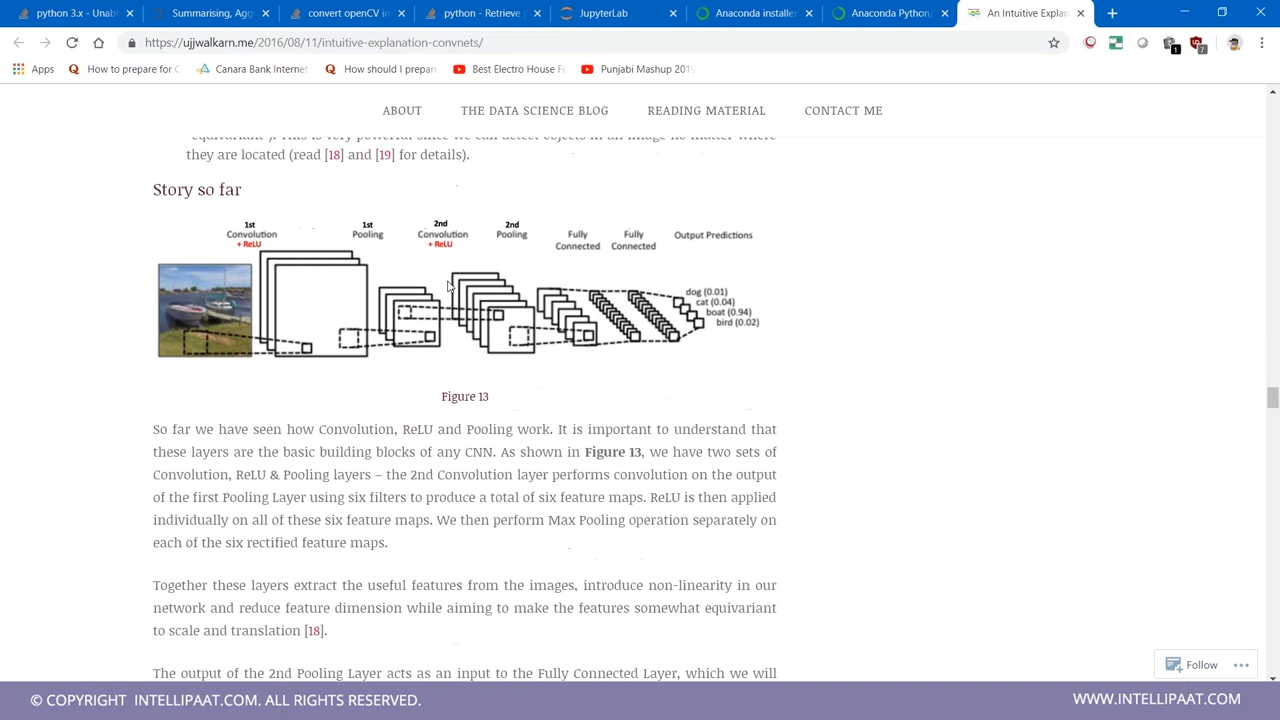 python 3.x - Unabl
Summarising, Agg
convert openCV in
python - Retrieve g
JupyterLab
Anaconda installer
Anaconda Python/
An Intuitive Explan
https://ujjwalkarn.me/2016/08/11/intuitive-explanation-convnets/
1
7
Apps
How to prepare for C
Canara Bank Internet
How should I prepare
Best Electro House F
Punjabi Mashup 2019
ABOUT THE DATA SCIENCE BLOG READING MATERIAL CONTACT ME
equivariant"). This is very powerful since we can detect objects in an image no matter where
they are located (read [18] and [19] for details).
Story so far
1st
Convolution
+ ReLU
1st
Pooling
2nd
Convolution
+ ReLU
2nd
Pooling
Fully
Connected
Fully
Connected
Output Predictions
dog (0.01)
cat (0.04)
boat (0.94)
bird (0.02)
Figure 13
So far we have seen how Convolution, ReLU and Pooling work. It is important to understand that
these layers are the basic building blocks of any CNN. As shown in Figure 13, we have two sets of
Convolution, ReLU & Pooling layers – the 2nd Convolution layer performs convolution on the output
of the first Pooling Layer using six filters to produce a total of six feature maps. ReLU is then applied
individually on all of these six feature maps. We then perform Max Pooling operation separately on
each of the six rectified feature maps.
Together these layers extract the useful features from the images, introduce non-linearity in our
network and reduce feature dimension while aiming to make the features somewhat equivariant
to scale and translation [18].
The output of the 2nd Pooling Layer acts as an input to the Fully Connected Layer, which we will
Follow
© COPYRIGHT INTELLIPAAT.COM. ALL RIGHTS RESERVED.
WWW.INTELLIPAAT.COM